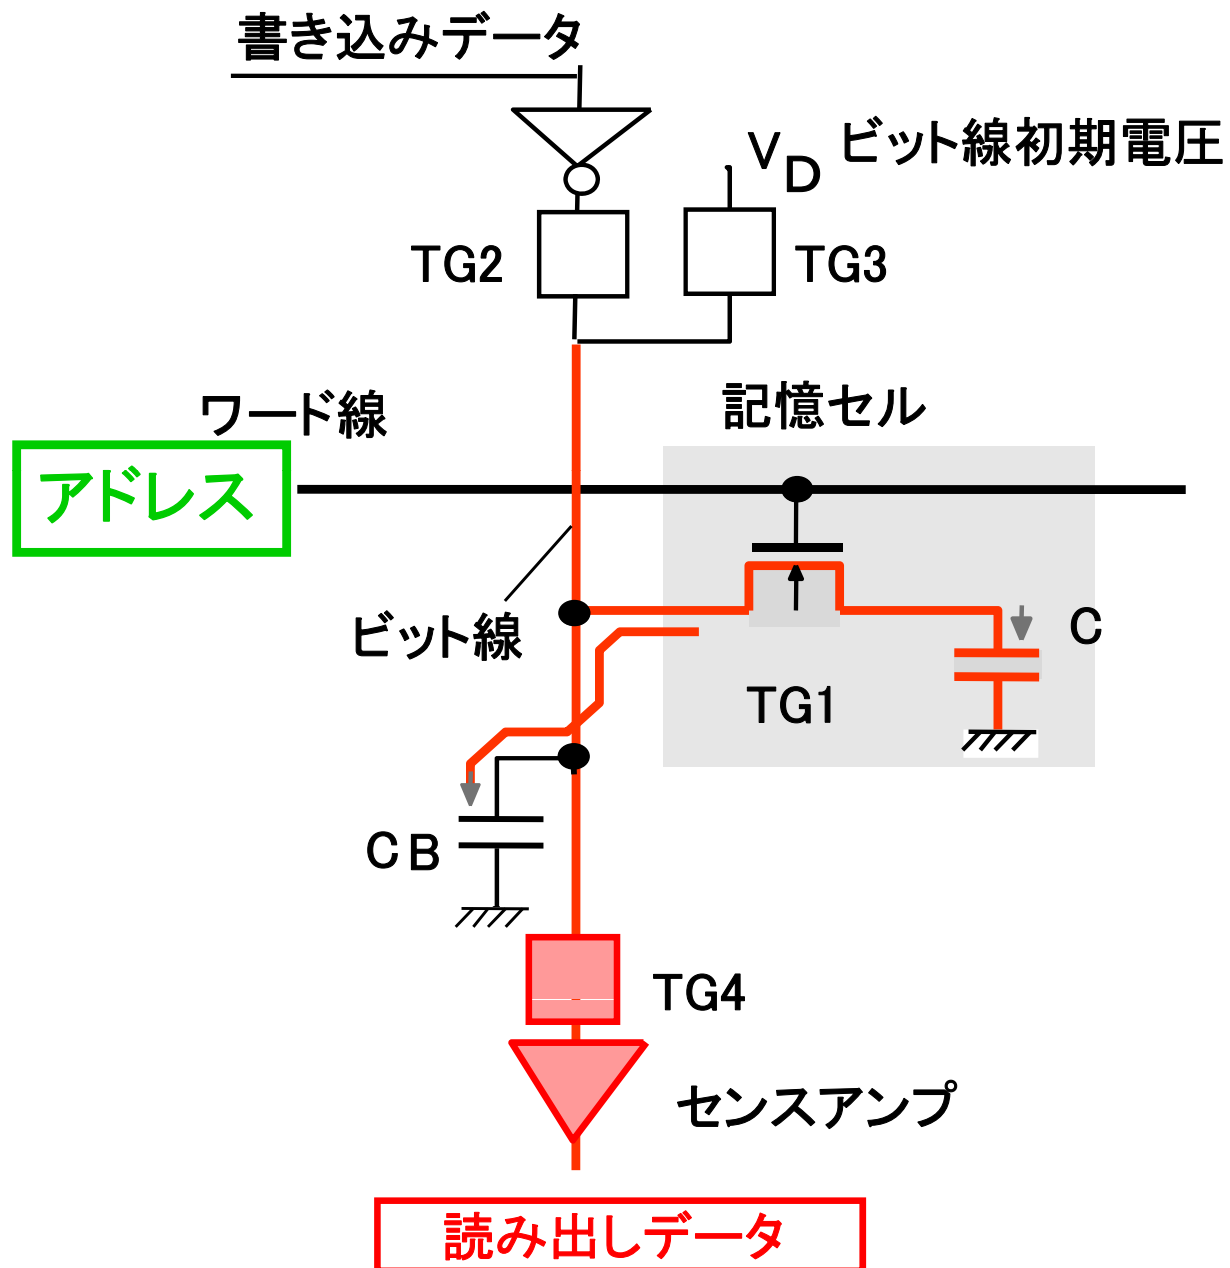 書き込みデータ
VD ビット線初期電圧
TG2
TG3
ワード線
記憶セル
アドレス
ビット線
C
TG1
CB
TG4
センスアンプ
読み出しデータ